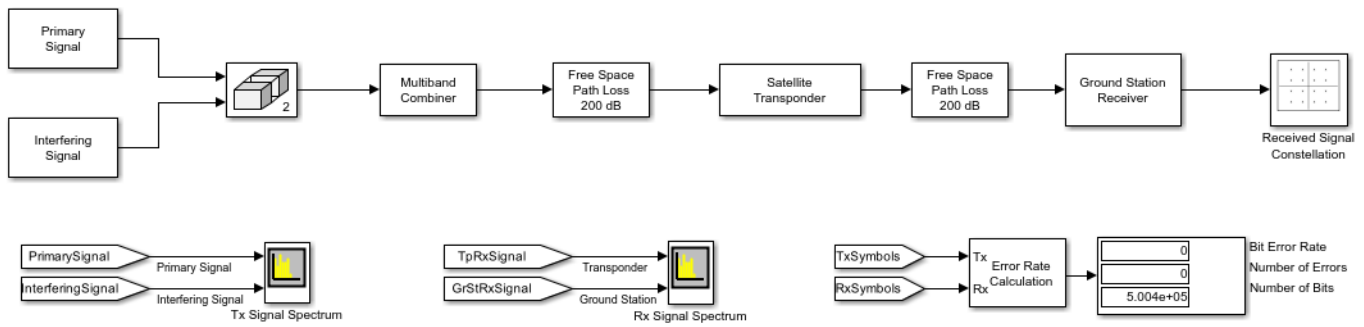 Primary
Signal
Interfering
Signal
2
Multiband
Combiner
Free Space
Path Loss
200 dB
Satellite
Transponder
Free Space
Path Loss
200 dB
Ground Station
Receiver
Received Signal
Constellation
PrimarySignal
Primary Signal
InterferingSignal
Interfering Signal
Tx Signal Spectrum
TpRxSignal
Transponder
GrStRxSignal
Ground Station
Rx Signal Spectrum
TxSymbols
RxSymbols
Tx
Rx
Error Rate
Calculation
0
Bit Error Rate
0
Number of Errors
5.004e+05
Number of Bits